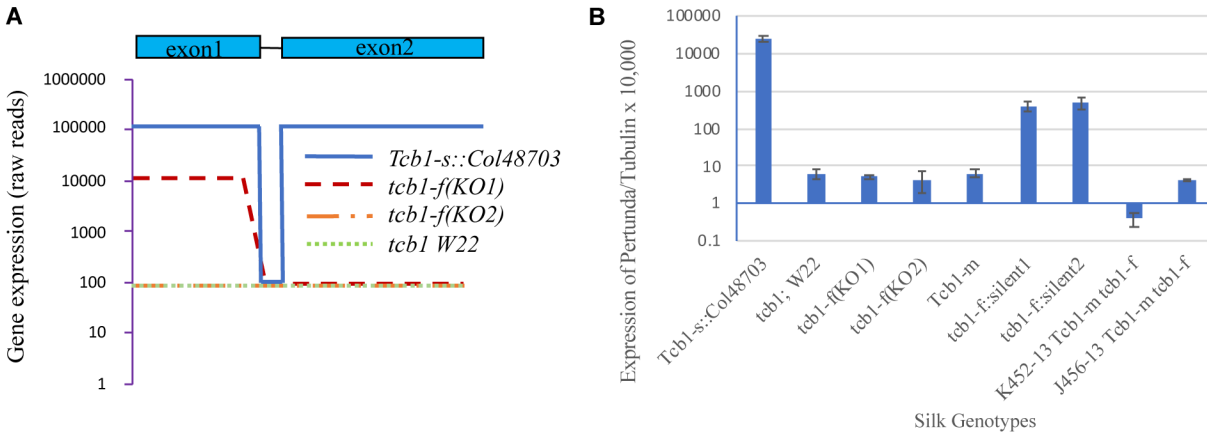 A
exon1
exon2
Gene expression (raw reads)
1000000
100000
10000
1000
100
10
1
Tcb1-s::Col48703
tcb1-f(KO1)
tcb1-f(KO2)
tcb1 W22
B
Expression of Pertunda/Tubulin x 10,000
100000
10000
1000
100
10
1
0.1
Tcb1-s::Col48703
tcb1; W22
tcb1-f(KO1)
tcb1-f(KO2)
Tcb1-m
tcb1-f::silent1
tcb1-f::silent2
K452-13 Tcb1-m tcb1-f
J456-13 Tcb1-m tcb1-f
Silk Genotypes